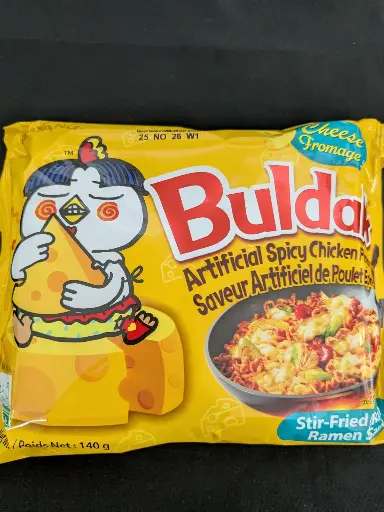 25 NO 26 W1
Cheese
Fromage
TM
Buldak
Artificial Spicy Chicken
Saveur Artificiel de Poulet
Stir-Fried
Ramen
/ Poids Net : 140 g